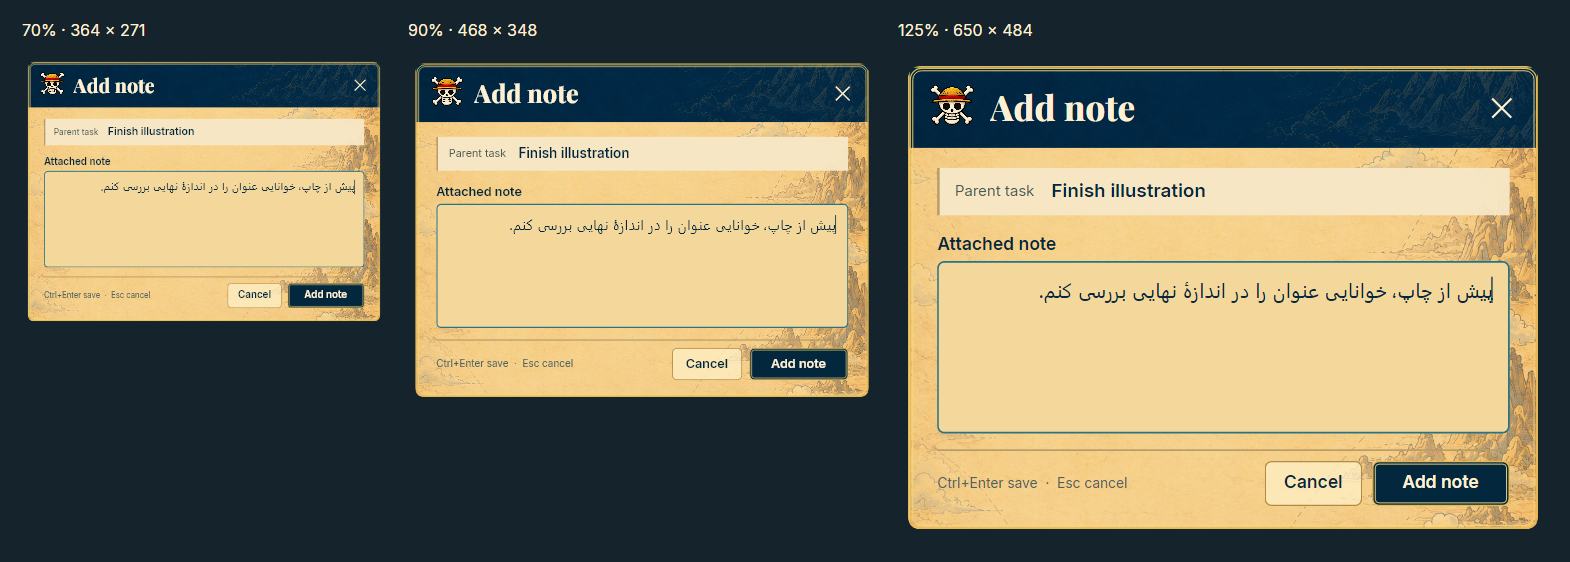 70% · 364 × 271
Add note
Parent task Finish illustration
Attached note
پیش از چاپ، خوانایی عنوان را در اندازهٔ نهایی بررسی کنم.
Ctrl+Enter save · Esc cancel
Cancel
Add note
90% · 468 × 348
Add note
Parent task Finish illustration
Attached note
پیش از چاپ، خوانایی عنوان را در اندازهٔ نهایی بررسی کنم.
Ctrl+Enter save · Esc cancel
Cancel
Add note
125% · 650 × 484
Add note
Parent task Finish illustration
Attached note
پیش از چاپ، خوانایی عنوان را در اندازهٔ نهایی بررسی کنم.
Ctrl+Enter save · Esc cancel
Cancel
Add note